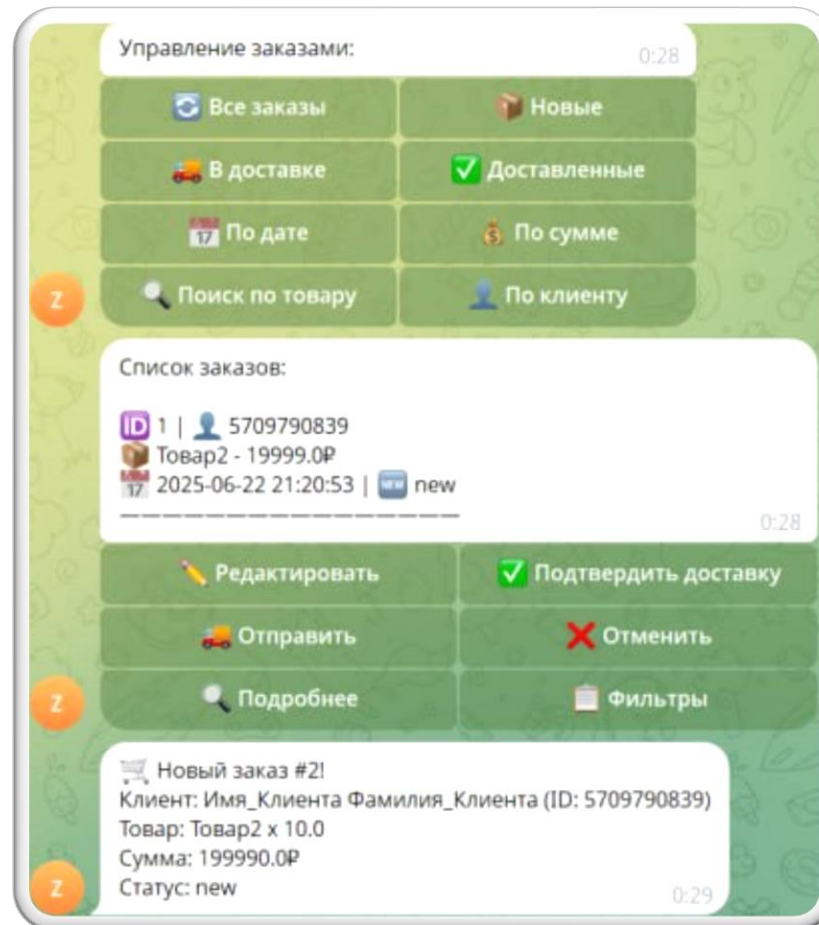 Управление заказами:
0:28
🔄 Все заказы
📦 Новые
🚚 В доставке
✅ Доставленные
📅 По дате
💰 По сумме
🔍 Поиск по товару
👤 По клиенту
Z
Список заказов:
🆔 1 | 👤 5709790839
📦 Товар2 - 19999.0₽
📅 2025-06-22 21:20:53 | 🆕 new
————————————————
0:28
✏️ Редактировать
✅ Подтвердить доставку
🚚 Отправить
❌ Отменить
🔍 Подробнее
📋 Фильтры
Z
🛒 Новый заказ #2!
Клиент: Имя_Клиента Фамилия_Клиента (ID: 5709790839)
Товар: Товар2 x 10.0
Сумма: 199990.0₽
Статус: new
0:29
Z